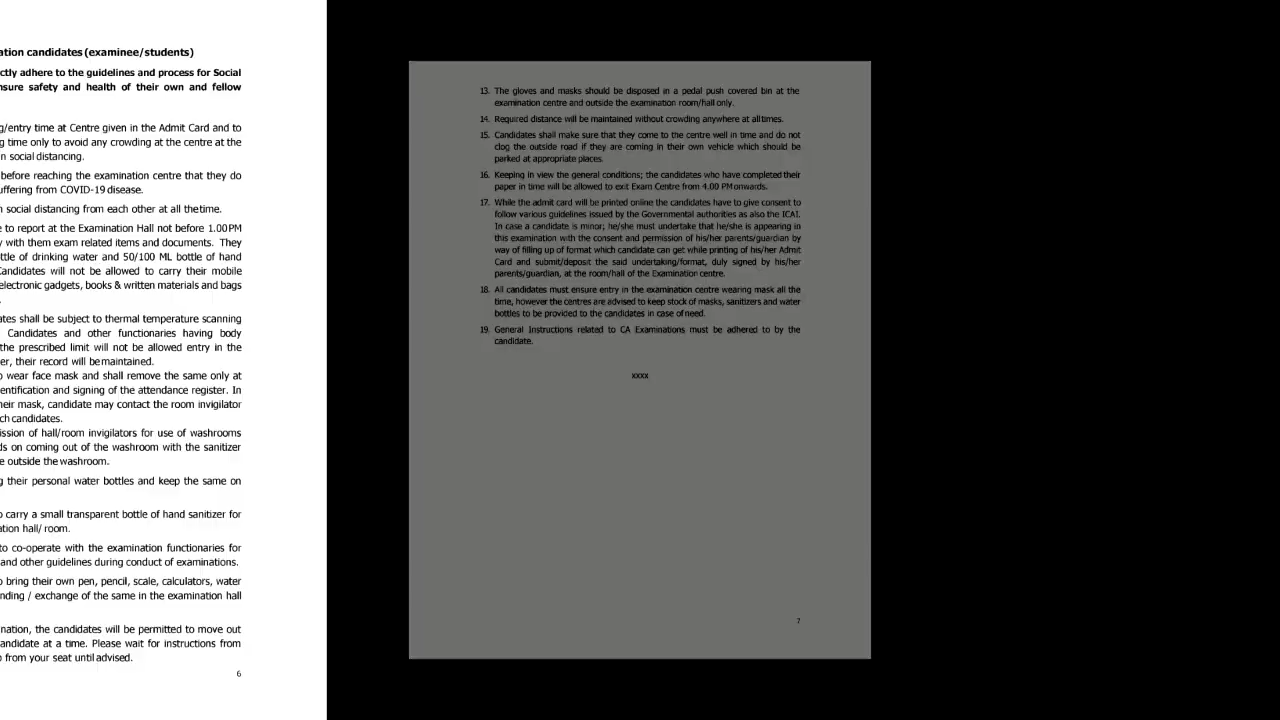 ation candidates (examinee/students)
ctly adhere to the guidelines and process for Social
nsure safety and health of their own and fellow
g/entry time at Centre given in the Admit Card and to
g time only to avoid any crowding at the centre at the
n social distancing.
before reaching the examination centre that they do
uffering from COVID-19 disease.
n social distancing from each other at all the time.
e to report at the Examination Hall not before 1.00 PM
y with them exam related items and documents. They
ttle of drinking water and 50/100 ML bottle of hand
Candidates will not be allowed to carry their mobile
electronic gadgets, books & written materials and bags
.
ates shall be subject to thermal temperature scanning
. Candidates and other functionaries having body
the prescribed limit will not be allowed entry in the
er, their record will be maintained.
o wear face mask and shall remove the same only at
entification and signing of the attendance register. In
heir mask, candidate may contact the room invigilator
ch candidates.
ission of hall/room invigilators for use of washrooms
ds on coming out of the washroom with the sanitizer
e outside the washroom.
g their personal water bottles and keep the same on
o carry a small transparent bottle of hand sanitizer for
ation hall/ room.
to co-operate with the examination functionaries for
and other guidelines during conduct of examinations.
o bring their own pen, pencil, scale, calculators, water
nding / exchange of the same in the examination hall
nation, the candidates will be permitted to move out
andidate at a time. Please wait for instructions from
p from your seat until advised.
6
13. The gloves and masks should be disposed in a pedal push covered bin at the
examination centre and outside the examination room/hall only.
14. Required distance will be maintained without crowding anywhere at all times.
15. Candidates shall make sure that they come to the centre well in time and do not
clog the outside road if they are coming in their own vehicle which should be
parked at appropriate places.
16. Keeping in view the general conditions; the candidates who have completed their
paper in time will be allowed to exit Exam Centre from 4.00 PM onwards.
17. While the admit card will be printed online the candidates have to give consent to
follow various guidelines issued by the Governmental authorities as also the ICAI.
In case a candidate is minor; he/she must undertake that he/she is appearing in
this examination with the consent and permission of his/her parents/guardian by
way of filling up of format which candidate can get while printing of his/her Admit
Card and submit/deposit the said undertaking/format, duly signed by his/her
parents/guardian, at the room/hall of the Examination centre.
18. All candidates must ensure entry in the examination centre wearing mask all the
time, however the centres are advised to keep stock of masks, sanitizers and water
bottles to be provided to the candidates in case of need.
19. General Instructions related to CA Examinations must be adhered to by the
candidate.
xxxx
7